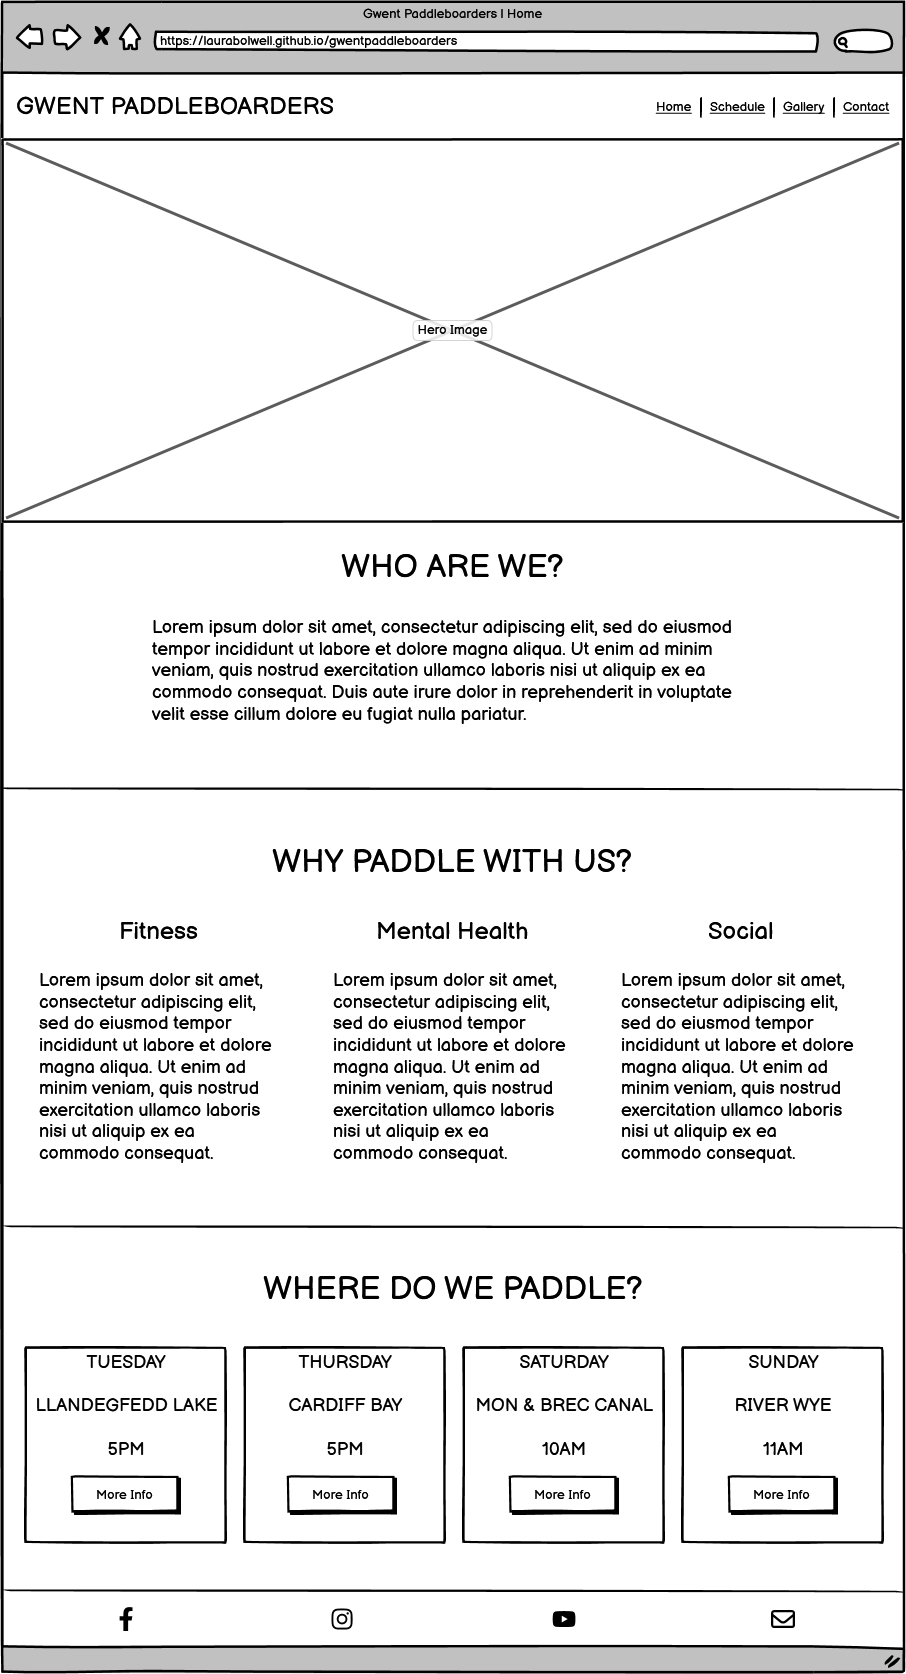 Gwent Paddleboarders | Home
https://laurabolwell.github.io/gwentpaddleboarders
GWENT PADDLEBOARDERS
Home | Schedule | Gallery | Contact
Hero Image
WHO ARE WE?
Lorem ipsum dolor sit amet, consectetur adipiscing elit, sed do eiusmod
tempor incididunt ut labore et dolore magna aliqua. Ut enim ad minim
veniam, quis nostrud exercitation ullamco laboris nisi ut aliquip ex ea
commodo consequat. Duis aute irure dolor in reprehenderit in voluptate
velit esse cillum dolore eu fugiat nulla pariatur.
WHY PADDLE WITH US?
Fitness
Lorem ipsum dolor sit amet,
consectetur adipiscing elit,
sed do eiusmod tempor
incididunt ut labore et dolore
magna aliqua. Ut enim ad
minim veniam, quis nostrud
exercitation ullamco laboris
nisi ut aliquip ex ea
commodo consequat.
Mental Health
Lorem ipsum dolor sit amet,
consectetur adipiscing elit,
sed do eiusmod tempor
incididunt ut labore et dolore
magna aliqua. Ut enim ad
minim veniam, quis nostrud
exercitation ullamco laboris
nisi ut aliquip ex ea
commodo consequat.
Social
Lorem ipsum dolor sit amet,
consectetur adipiscing elit,
sed do eiusmod tempor
incididunt ut labore et dolore
magna aliqua. Ut enim ad
minim veniam, quis nostrud
exercitation ullamco laboris
nisi ut aliquip ex ea
commodo consequat.
WHERE DO WE PADDLE?
TUESDAY
LLANDEGFEDD LAKE
5PM
More Info
THURSDAY
CARDIFF BAY
5PM
More Info
SATURDAY
MON & BREC CANAL
10AM
More Info
SUNDAY
RIVER WYE
11AM
More Info